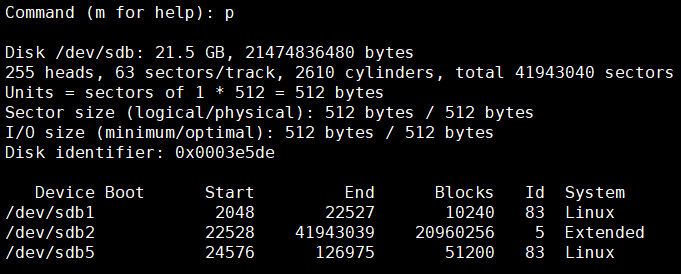 Command (m for help): p

Disk /dev/sdb: 21.5 GB, 21474836480 bytes
255 heads, 63 sectors/track, 2610 cylinders, total 41943040 sectors
Units = sectors of 1 * 512 = 512 bytes
Sector size (logical/physical): 512 bytes / 512 bytes
I/O size (minimum/optimal): 512 bytes / 512 bytes
Disk identifier: 0x0003e5de

   Device Boot      Start         End      Blocks   Id  System
/dev/sdb1            2048       22527       10240   83  Linux
/dev/sdb2           22528    41943039    20960256    5  Extended
/dev/sdb5           24576      126975       51200   83  Linux